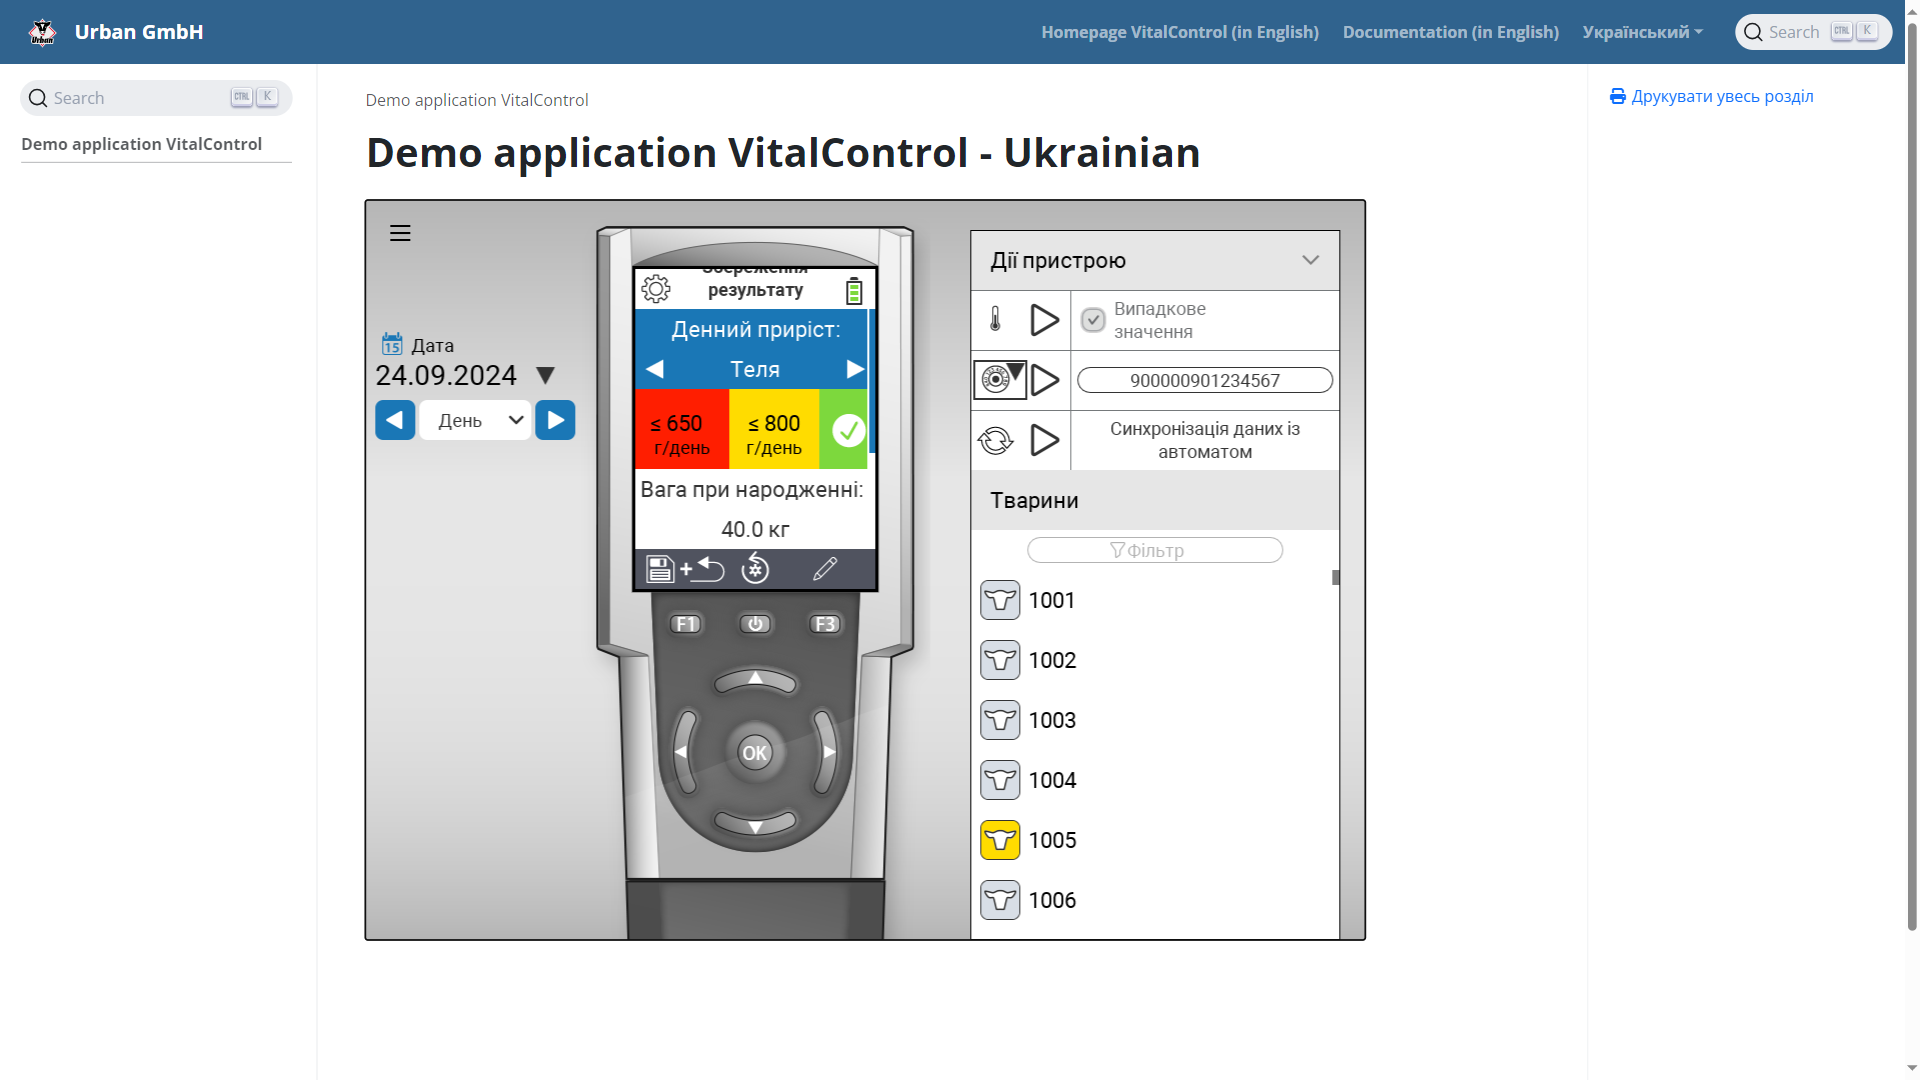 Urban GmbH
Homepage VitalControl (in English)
Documentation (in English)
Український
Search CTRL K
Search CTRL K
Demo application VitalControl
Demo application VitalControl
Demo application VitalControl - Ukrainian
Друкувати увесь розділ
15 Дата
24.09.2024
День
Збереження
результату
Денний приріст:
Теля
≤ 650
г/день
≤ 800
г/день
Вага при народженні:
40.0 кг
F1
F3
OK
Дії пристрою
Випадкове
значення
900000901234567
Синхронізація даних із
автоматом
Тварини
Фільтр
1001
1002
1003
1004
1005
1006